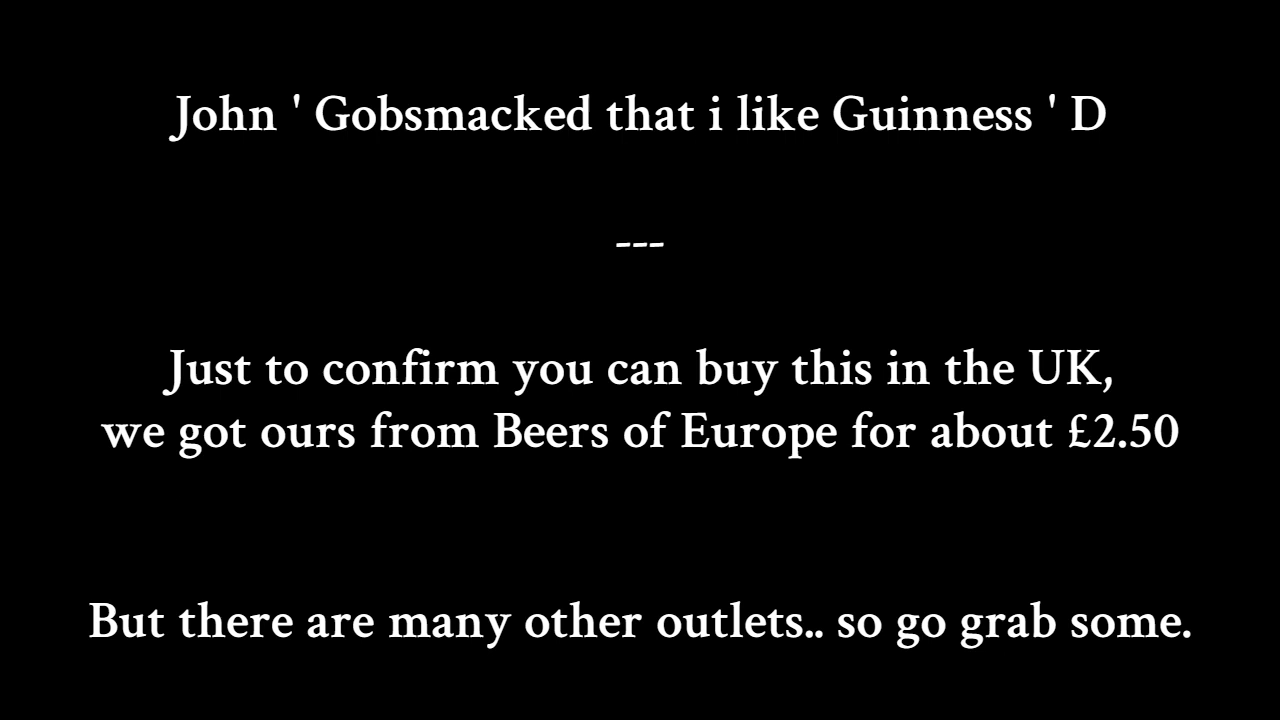 John ' Gobsmacked that i like Guinness ' D
---
Just to confirm you can buy this in the UK,
we got ours from Beers of Europe for about £2.50
But there are many other outlets.. so go grab some.